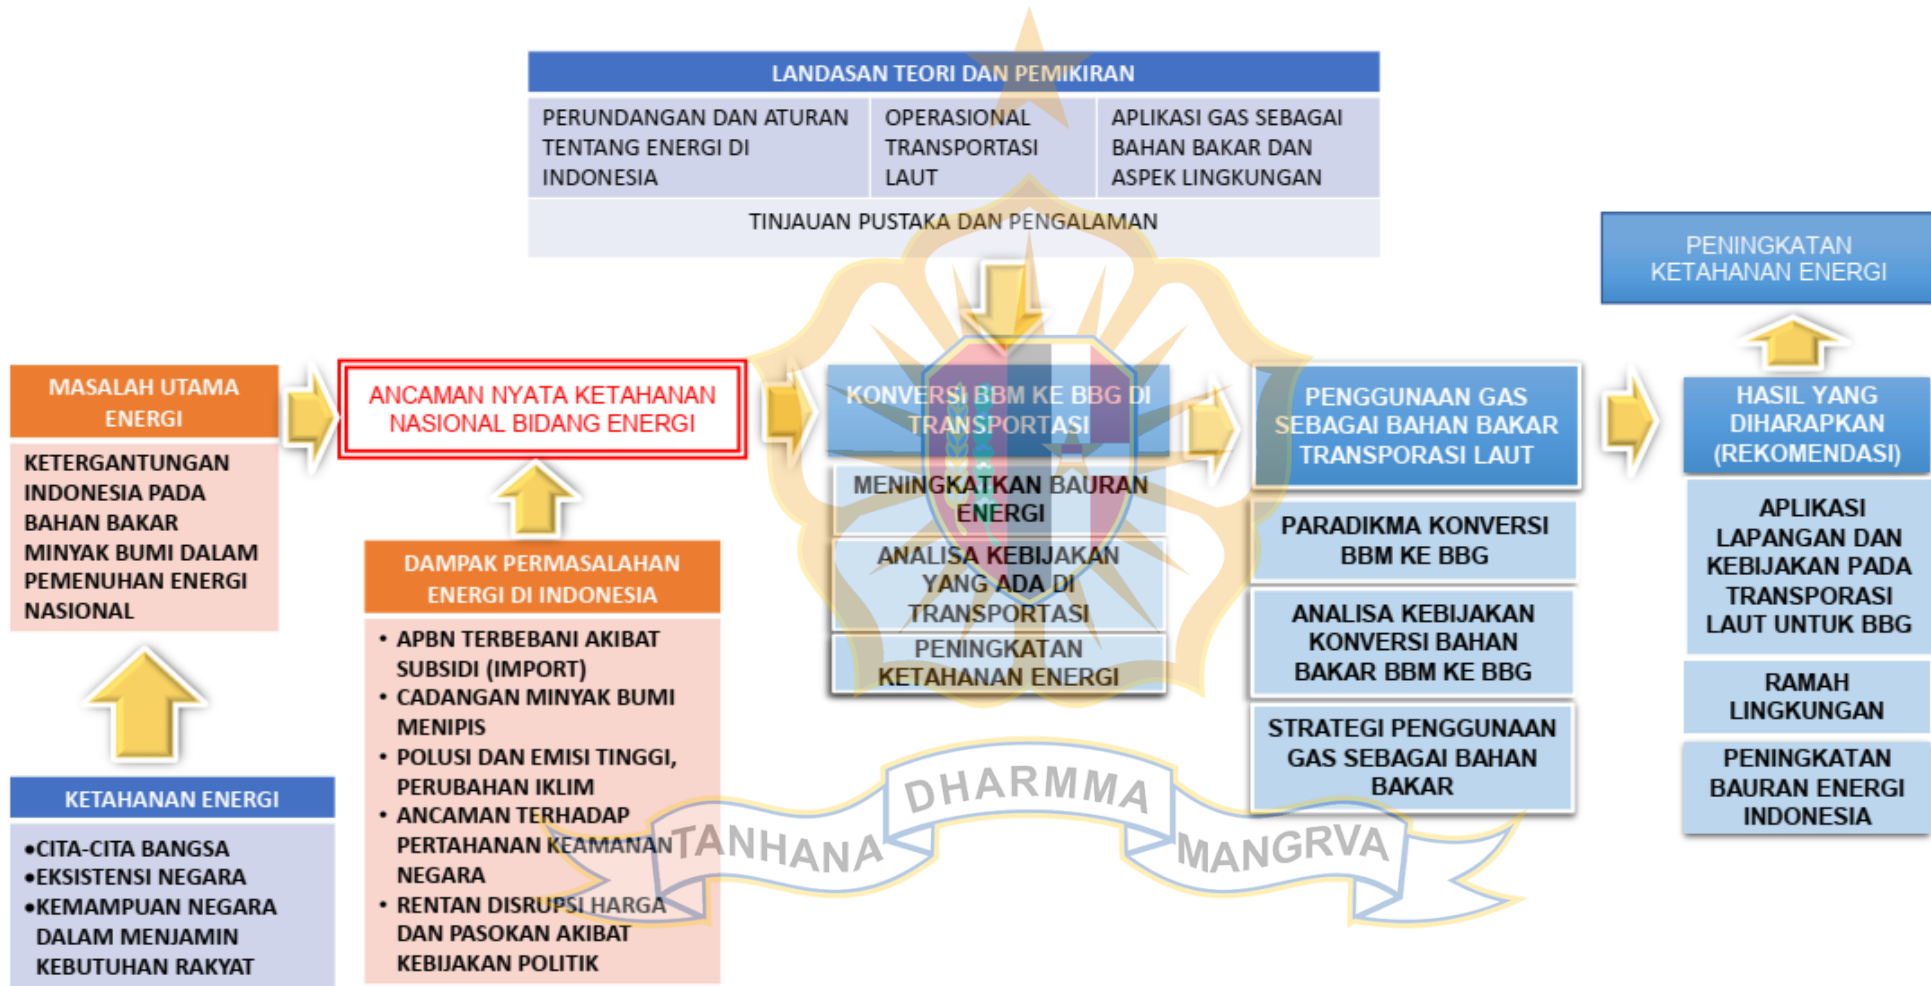 LANDASAN TEORI DAN PEMIKIRAN
PERUNDANGAN DAN ATURAN
TENTANG ENERGI DI
INDONESIA
OPERASIONAL
TRANSPORTASI
LAUT
APLIKASI GAS SEBAGAI
BAHAN BAKAR DAN
ASPEK LINGKUNGAN
TINJAUAN PUSTAKA DAN PENGALAMAN
PENINGKATAN
KETAHANAN ENERGI
MASALAH UTAMA
ENERGI
KETERGANTUNGAN
INDONESIA PADA
BAHAN BAKAR
MINYAK BUMI DALAM
PEMENUHAN ENERGI
NASIONAL
KETAHANAN ENERGI
•CITA-CITA BANGSA
•EKSISTENSI NEGARA
•KEMAMPUAN NEGARA
DALAM MENJAMIN
KEBUTUHAN RAKYAT
ANCAMAN NYATA KETAHANAN
NASIONAL BIDANG ENERGI
DAMPAK PERMASALAHAN
ENERGI DI INDONESIA
• APBN TERBEBANI AKIBAT
SUBSIDI (IMPORT)
• CADANGAN MINYAK BUMI
MENIPIS
• POLUSI DAN EMISI TINGGI,
PERUBAHAN IKLIM
• ANCAMAN TERHADAP
PERTAHANAN KEAMANAN
NEGARA
• RENTAN DISRUPSI HARGA
DAN PASOKAN AKIBAT
KEBIJAKAN POLITIK
KONVERSI BBM KE BBG DI
TRANSPORTASI
MENINGKATKAN BAURAN
ENERGI
ANALISA KEBIJAKAN
YANG ADA DI
TRANSPORTASI
PENINGKATAN
KETAHANAN ENERGI
PENGGUNAAN GAS
SEBAGAI BAHAN BAKAR
TRANSPORASI LAUT
PARADIKMA KONVERSI
BBM KE BBG
ANALISA KEBIJAKAN
KONVERSI BAHAN
BAKAR BBM KE BBG
STRATEGI PENGGUNAAN
GAS SEBAGAI BAHAN
BAKAR
HASIL YANG
DIHARAPKAN
(REKOMENDASI)
APLIKASI
LAPANGAN DAN
KEBIJAKAN PADA
TRANSPORASI
LAUT UNTUK BBG
RAMAH
LINGKUNGAN
PENINGKATAN
BAURAN ENERGI
INDONESIA
TANHANA DHARMMA MANGRVA